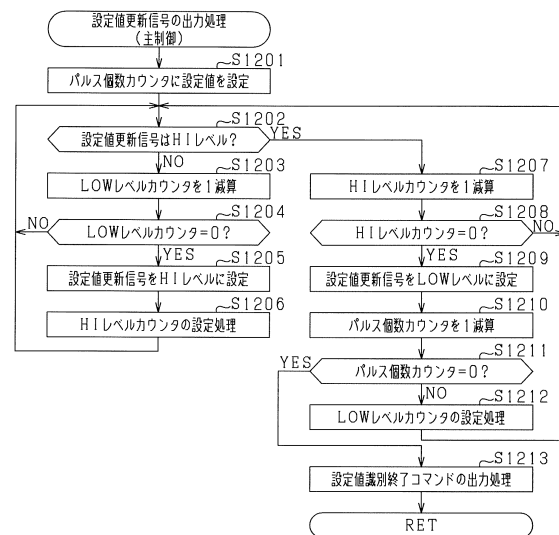 設定値更新信号の出力処理
(主制御)
S1201
パルス個数カウンタに設定値を設定
S1202
設定値更新信号はHIレベル?
YES
NO
S1203
LOWレベルカウンタを1減算
S1204
NO
LOWレベルカウンタ=0?
YES
S1205
設定値更新信号をHIレベルに設定
S1206
HIレベルカウンタの設定処理
S1207
HIレベルカウンタを1減算
S1208
HIレベルカウンタ=0?
NO
YES
S1209
設定値更新信号をLOWレベルに設定
S1210
パルス個数カウンタを1減算
S1211
YES
パルス個数カウンタ=0?
NO
S1212
LOWレベルカウンタの設定処理
S1213
設定値識別終了コマンドの出力処理
RET